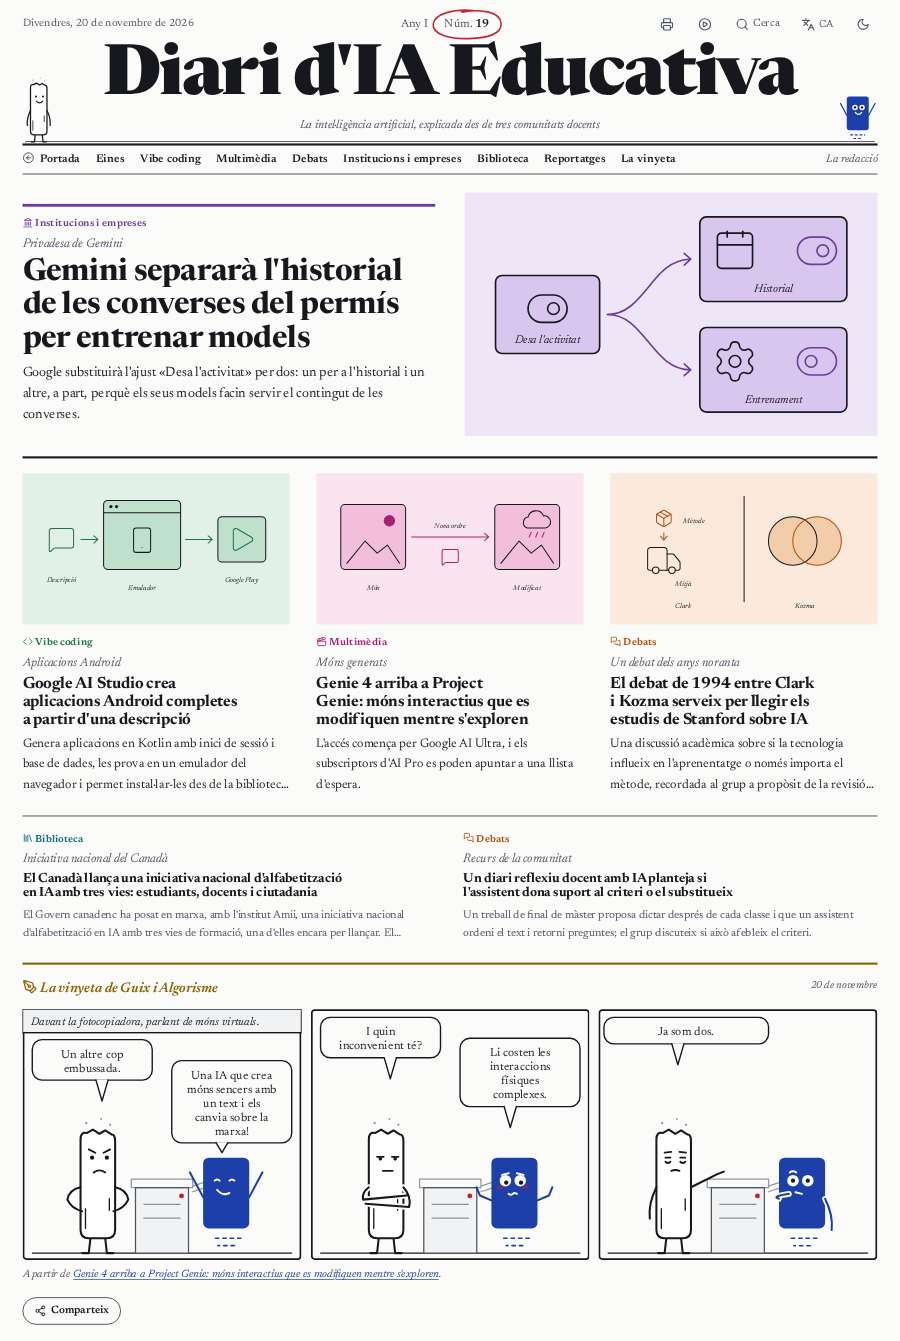 Divendres, 20 de novembre de 2026
Any I Núm. 19
Cerca
CA
Diari d'IA Educativa
La intel·ligència artificial, explicada des de tres comunitats docents
Portada Eines Vibe coding Multimèdia Debats Institucions i empreses Biblioteca Reportatges La vinyeta
La redacció
Institucions i empreses
Privadesa de Gemini
Gemini separarà l'historial
de les converses del permís
per entrenar models
Google substituirà l'ajust «Desa l'activitat» per dos: un per a l'historial i un
altre, a part, perquè els seus models facin servir el contingut de les
converses.
Desa l'activitat
Historial
Entrenament
Descripció
Emulador
Google Play
Vibe coding
Aplicacions Android
Google AI Studio crea
aplicacions Android completes
a partir d'una descripció
Genera aplicacions en Kotlin amb inici de sessió i
base de dades, les prova en un emulador del
navegador i permet instal·lar-les des de la bibliotec…
Nova ordre
Món
Modificat
Multimèdia
Móns generats
Genie 4 arriba a Project
Genie: móns interactius que es
modifiquen mentre s'exploren
L'accés comença per Google AI Ultra, i els
subscriptors d'AI Pro es poden apuntar a una llista
d'espera.
Mètode
Mitjà
Clark
Kozma
Debats
Un debat dels anys noranta
El debat de 1994 entre Clark
i Kozma serveix per llegir els
estudis de Stanford sobre IA
Una discussió acadèmica sobre si la tecnologia
influeix en l'aprenentatge o només importa el
mètode, recordada al grup a propòsit de la revisió…
Biblioteca
Iniciativa nacional del Canadà
El Canadà llança una iniciativa nacional d'alfabetització
en IA amb tres vies: estudiants, docents i ciutadania
El Govern canadenc ha posat en marxa, amb l'institut Amii, una iniciativa nacional
d'alfabetització en IA amb tres vies de formació, una d'elles encara per llançar. El…
Debats
Recurs de la comunitat
Un diari reflexiu docent amb IA planteja si
l'assistent dona suport al criteri o el substitueix
Un treball de final de màster proposa dictar després de cada classe i que un assistent
ordeni el text i retorni preguntes; el grup discuteix si això afebleix el criteri.
La vinyeta de Guix i Algorisme
20 de novembre
Davant la fotocopiadora, parlant de móns virtuals.
Un altre cop
embussada.
Una IA que crea
móns sencers amb
un text i els
canvia sobre la
marxa!
I quin
inconvenient té?
Li costen les
interaccions
físiques
complexes.
Ja som dos.
A partir de Genie 4 arriba a Project Genie: móns interactius que es modifiquen mentre s'exploren.
Comparteix